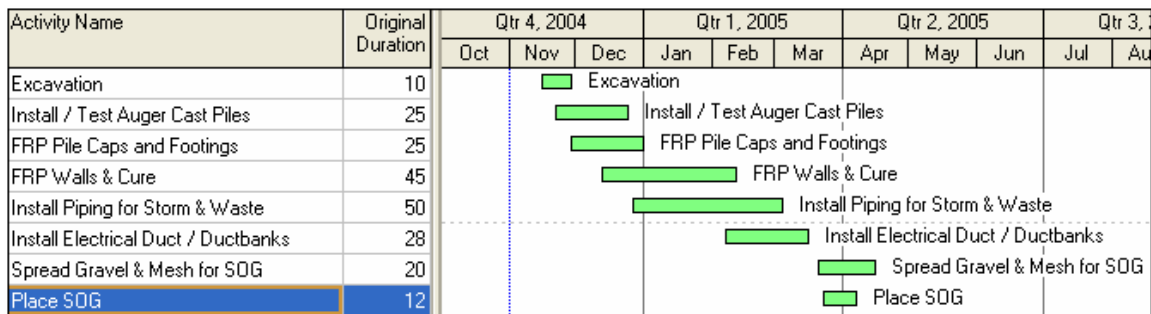 Activity Name Original Duration Qtr 4, 2004 Qtr 1, 2005 Qtr 2, 2005 Qtr 3,
Oct Nov Dec Jan Feb Mar Apr May Jun Jul Au
Excavation 10 Excavation
Install / Test Auger Cast Piles 25 Install / Test Auger Cast Piles
FRP Pile Caps and Footings 25 FRP Pile Caps and Footings
FRP Walls & Cure 45 FRP Walls & Cure
Install Piping for Storm & Waste 50 Install Piping for Storm & Waste
Install Electrical Duct / Ductbanks 28 Install Electrical Duct / Ductbanks
Spread Gravel & Mesh for SOG 20 Spread Gravel & Mesh for SOG
Place SOG 12 Place SOG